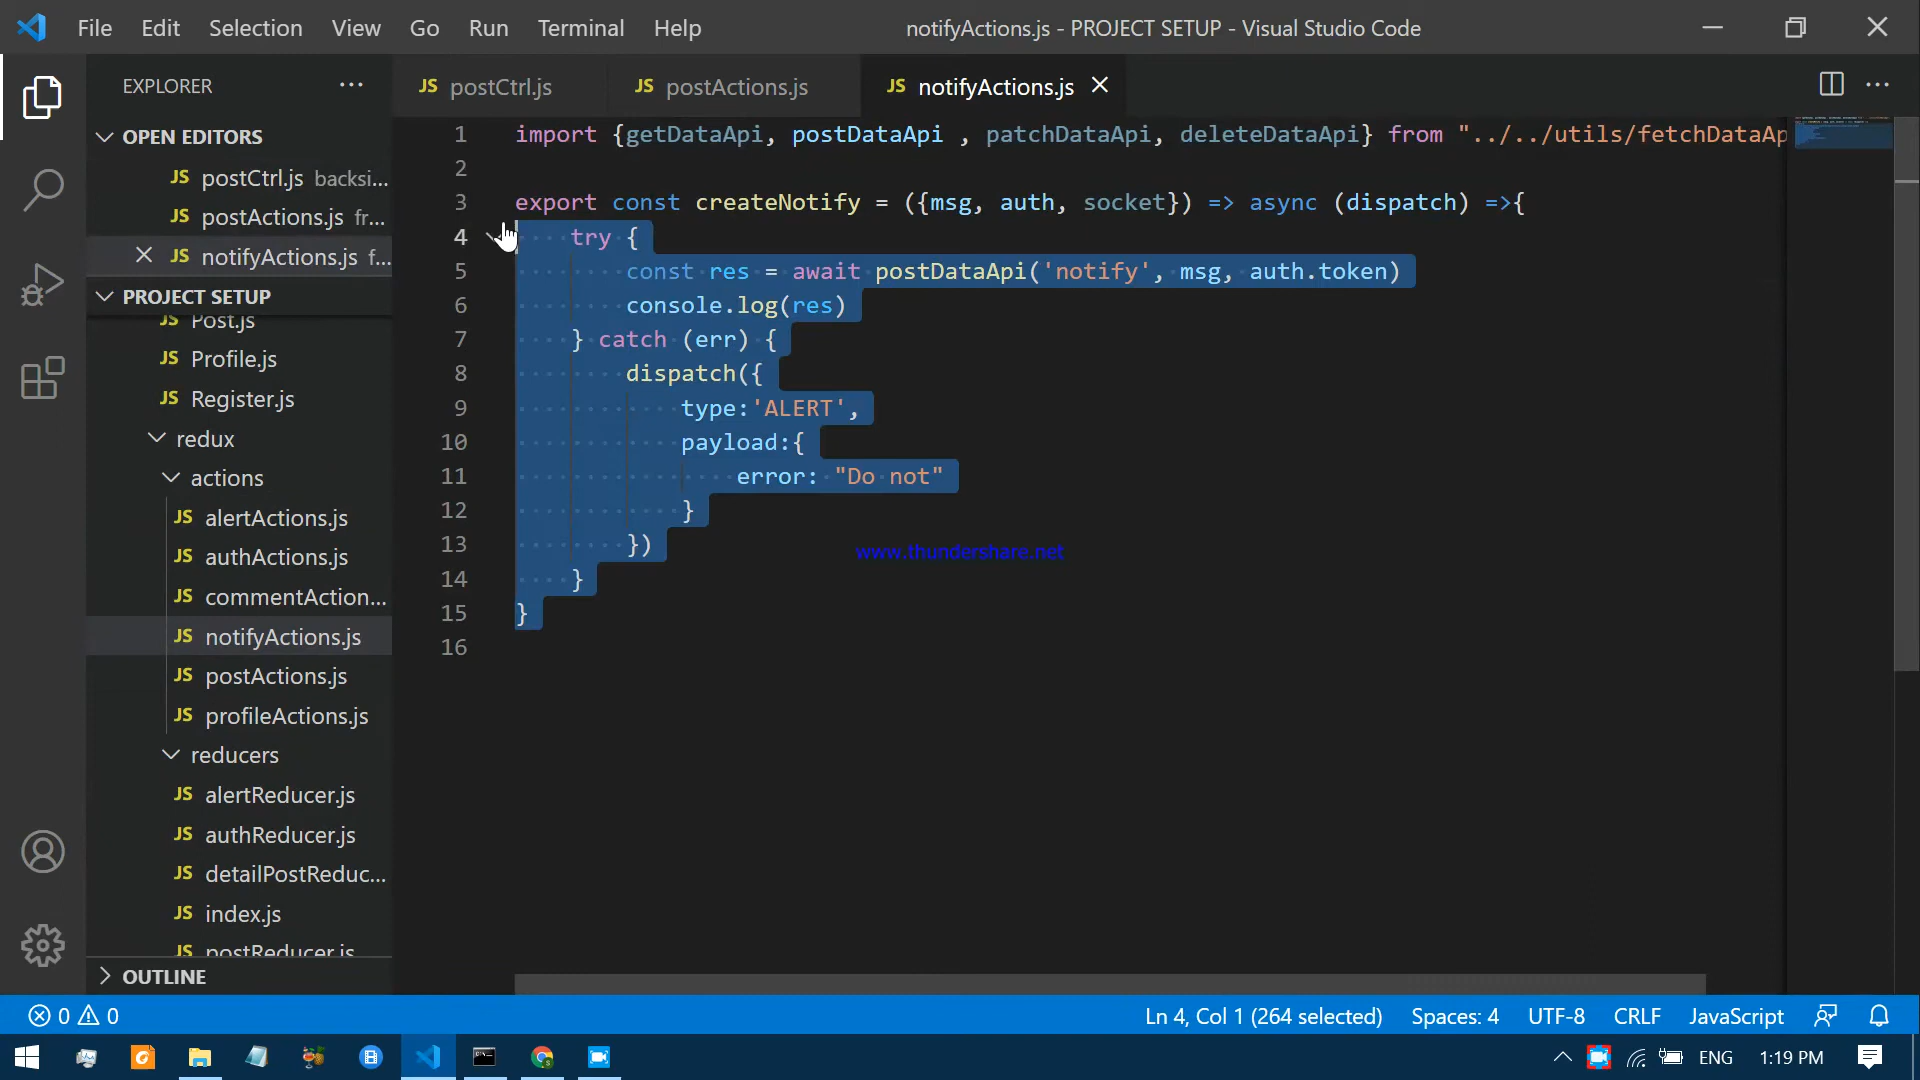 File Edit Selection View Go Run Terminal Help
notifyActions.js - PROJECT SETUP - Visual Studio Code
EXPLORER
OPEN EDITORS
JS postCtrl.js backsi...
JS postActions.js fr...
JS notifyActions.js f...
PROJECT SETUP
JS Post.js
JS Profile.js
JS Register.js
redux
actions
JS alertActions.js
JS authActions.js
JS commentAction...
JS notifyActions.js
JS postActions.js
JS profileActions.js
reducers
JS alertReducer.js
JS authReducer.js
JS detailPostReduc...
JS index.js
JS postReducer.js
OUTLINE
JS postCtrl.js JS postActions.js JS notifyActions.js
1 import {getDataApi, postDataApi , patchDataApi, deleteDataApi} from "../../utils/fetchDataAp
2
3 export const createNotify = ({msg, auth, socket}) => async (dispatch) =>{
4 try {
5 const res = await postDataApi('notify', msg, auth.token)
6 console.log(res)
7 } catch (err) {
8 dispatch({
9 type:'ALERT',
10 payload:{
11 error: "Do not"
12 }
13 })
14 }
15 }
16
www.thundershare.net
0 0 Ln 4, Col 1 (264 selected) Spaces: 4 UTF-8 CRLF JavaScript
ENG 1:19 PM